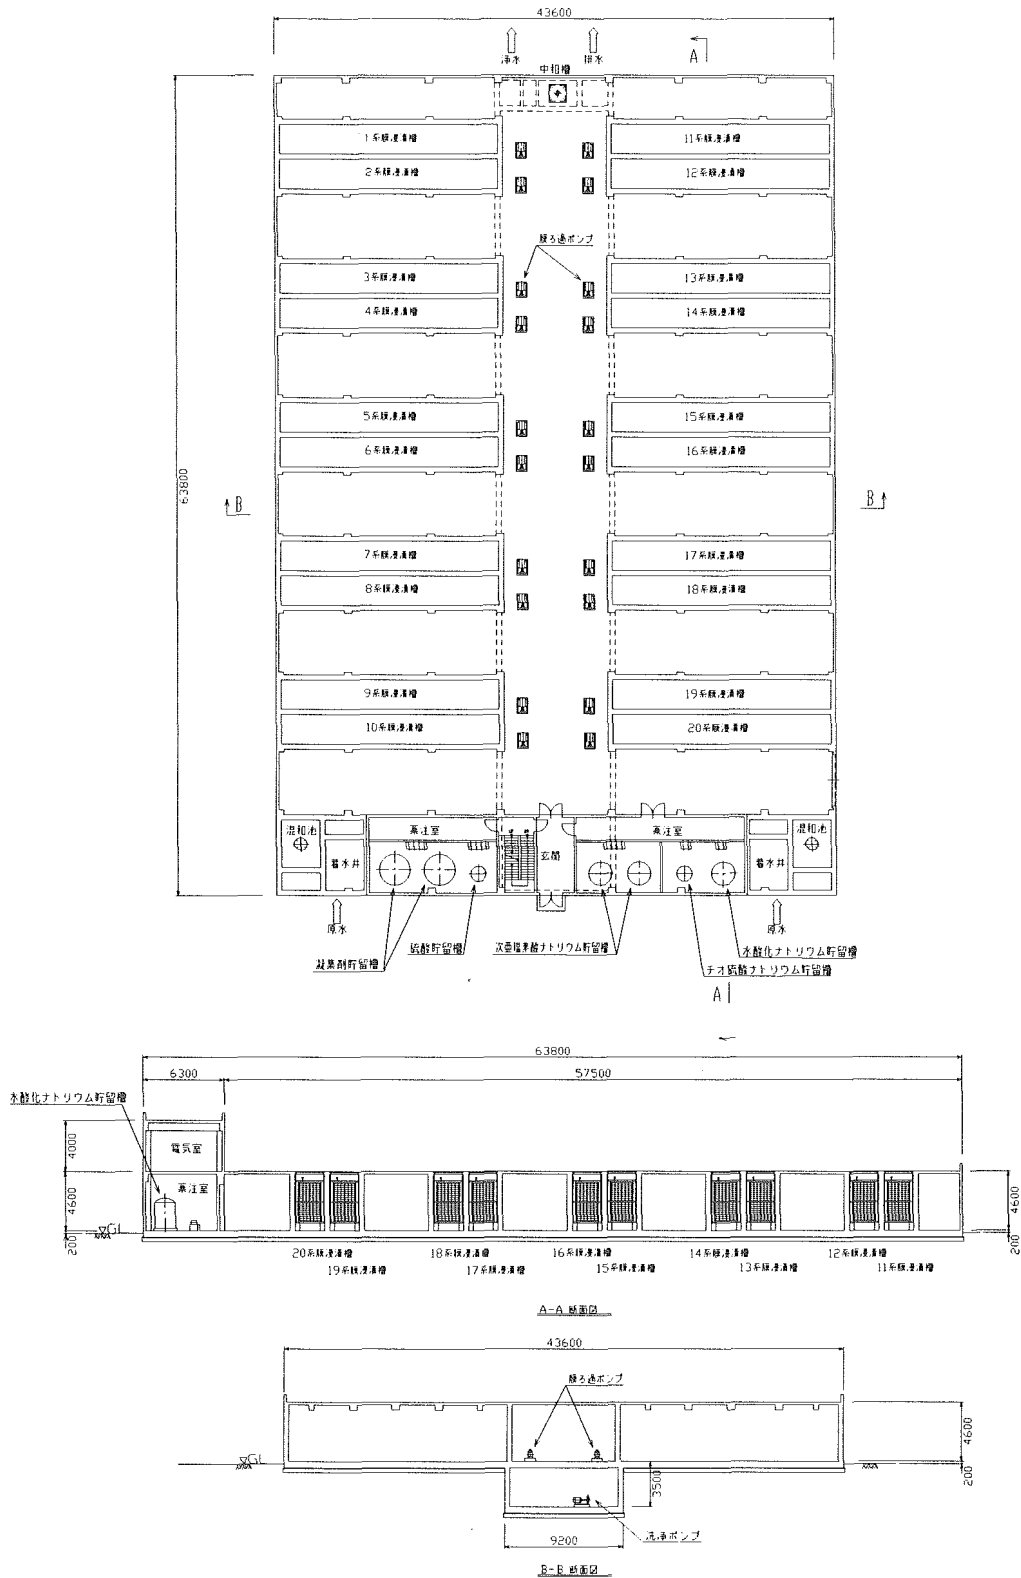 43600
A
浄水
排水
中和槽
1系膜浸漬槽
11系膜浸漬槽
2系膜浸漬槽
12系膜浸漬槽
膜ろ過ポンプ
3系膜浸漬槽
13系膜浸漬槽
4系膜浸漬槽
14系膜浸漬槽
5系膜浸漬槽
15系膜浸漬槽
6系膜浸漬槽
16系膜浸漬槽
63800
B
B
7系膜浸漬槽
17系膜浸漬槽
8系膜浸漬槽
18系膜浸漬槽
9系膜浸漬槽
19系膜浸漬槽
10系膜浸漬槽
20系膜浸漬槽
混和池
薬注室
薬注室
混和池
着水井
玄関
着水井
原水
硫酸貯留槽
次亜塩素酸ナトリウム貯留槽
原水
水酸化ナトリウム貯留槽
凝集剤貯留槽
チオ硫酸ナトリウム貯留槽
A
63800
6300
57500
水酸化ナトリウム貯留槽
4000
電気室
4600
薬注室
4600
GL
200
200
20系膜浸漬槽
18系膜浸漬槽
16系膜浸漬槽
14系膜浸漬槽
12系膜浸漬槽
19系膜浸漬槽
17系膜浸漬槽
15系膜浸漬槽
13系膜浸漬槽
11系膜浸漬槽
A-A 断面図
43600
膜ろ過ポンプ
4600
GL
200
3500
洗浄ポンプ
9200
B-B 断面図